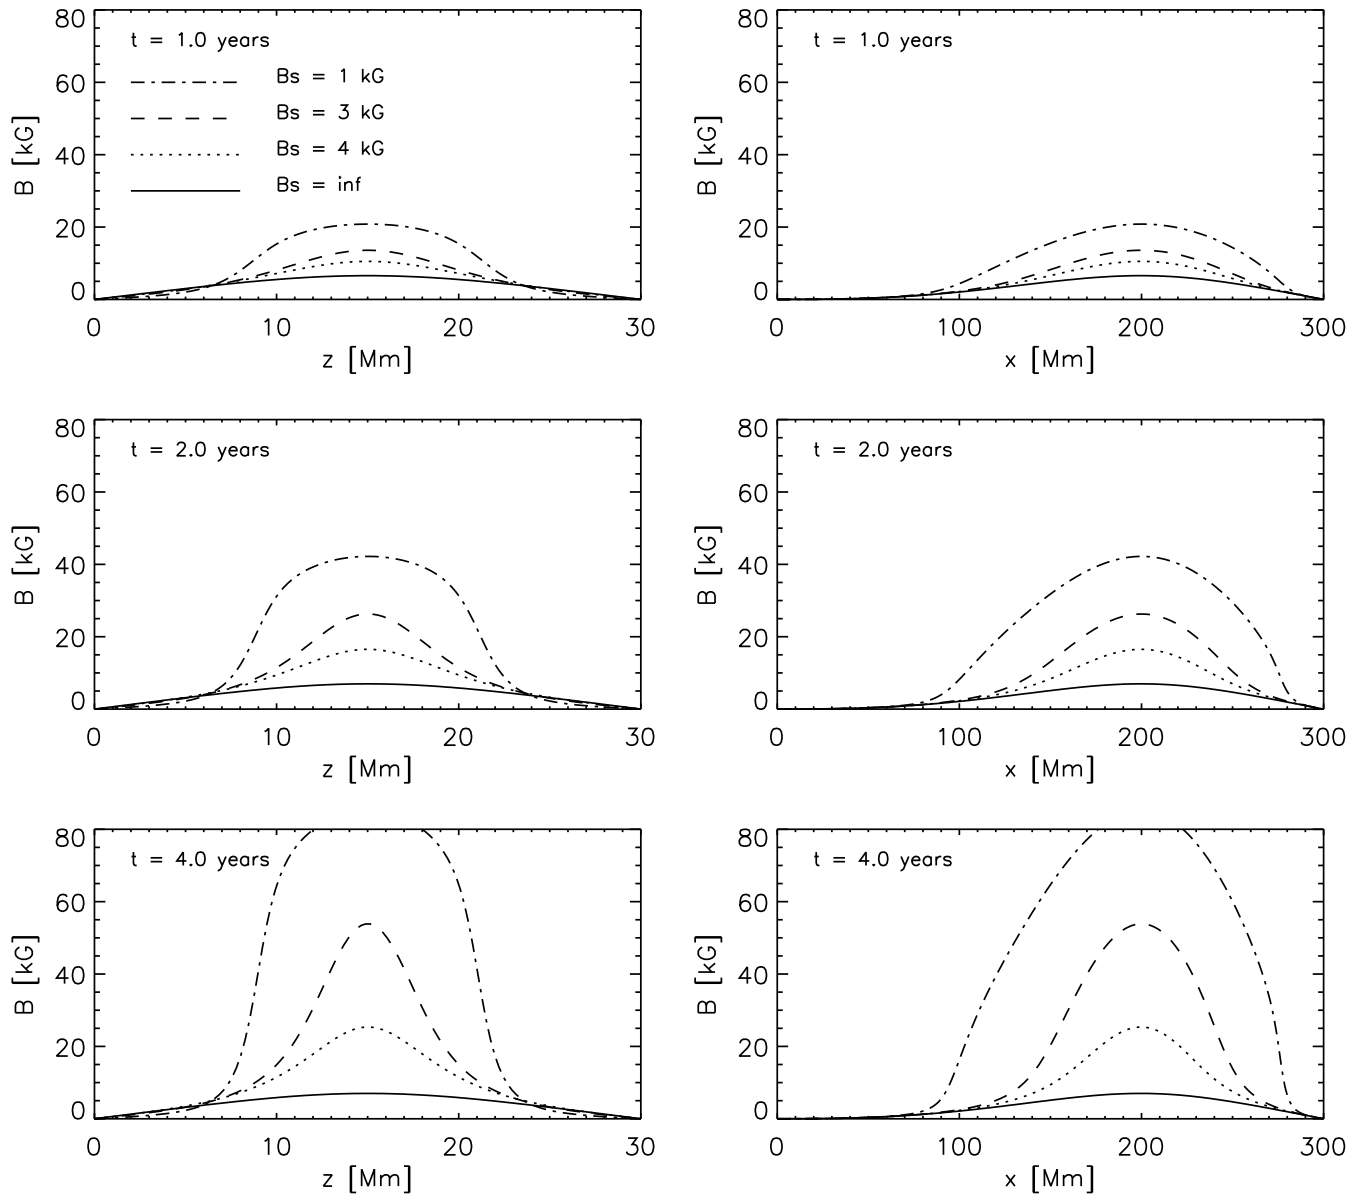 80
60
40
20
0
B [kG]
t = 1.0 years
Bs = 1 kG
Bs = 3 kG
Bs = 4 kG
Bs = inf
0 10 20 30
z [Mm]
80
60
40
20
0
B [kG]
t = 1.0 years
0 100 200 300
x [Mm]
80
60
40
20
0
B [kG]
t = 2.0 years
0 10 20 30
z [Mm]
80
60
40
20
0
B [kG]
t = 2.0 years
0 100 200 300
x [Mm]
80
60
40
20
0
B [kG]
t = 4.0 years
0 10 20 30
z [Mm]
80
60
40
20
0
B [kG]
t = 4.0 years
0 100 200 300
x [Mm]